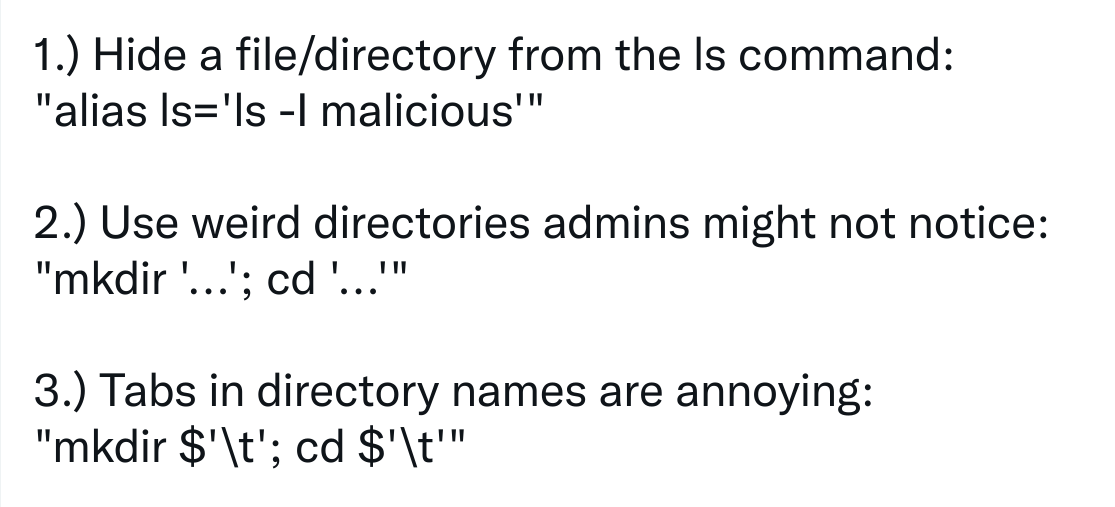 1.) Hide a file/directory from the ls command:
"alias ls='ls -I malicious'"
2.) Use weird directories admins might not notice:
"mkdir '...'; cd '...'"
3.) Tabs in directory names are annoying:
"mkdir $'\t'; cd $'\t'"